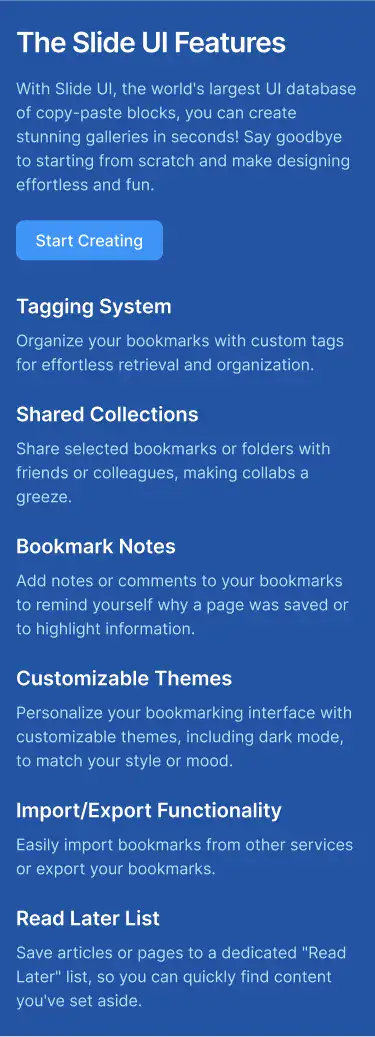 The Slide UI Features
With Slide UI, the world's largest UI database
of copy-paste blocks, you can create
stunning galleries in seconds! Say goodbye
to starting from scratch and make designing
effortless and fun.
Start Creating
Tagging System
Organize your bookmarks with custom tags
for effortless retrieval and organization.
Shared Collections
Share selected bookmarks or folders with
friends or colleagues, making collabs a
greeze.
Bookmark Notes
Add notes or comments to your bookmarks
to remind yourself why a page was saved or
to highlight information.
Customizable Themes
Personalize your bookmarking interface with
customizable themes, including dark mode,
to match your style or mood.
Import/Export Functionality
Easily import bookmarks from other services
or export your bookmarks.
Read Later List
Save articles or pages to a dedicated "Read
Later" list, so you can quickly find content
you've set aside.